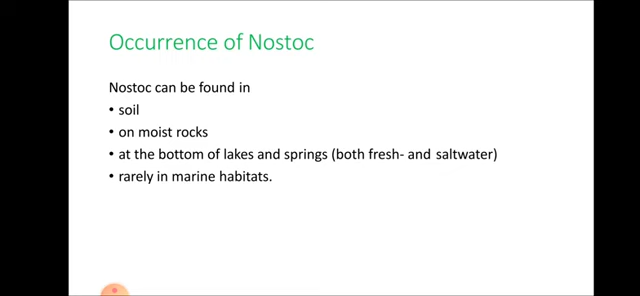 Occurrence of Nostoc
Nostoc can be found in
• soil
• on moist rocks
• at the bottom of lakes and springs (both fresh- and saltwater)
• rarely in marine habitats.